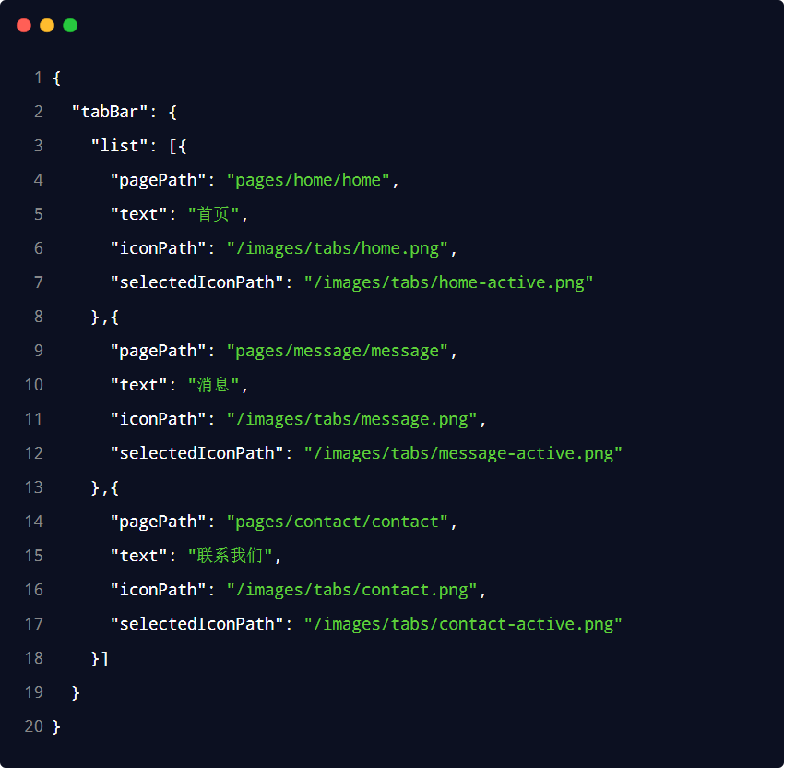 1 {
2   "tabBar": {
3     "list": [{
4       "pagePath": "pages/home/home",
5       "text": "首页",
6       "iconPath": "/images/tabs/home.png",
7       "selectedIconPath": "/images/tabs/home-active.png"
8     },{
9       "pagePath": "pages/message/message",
10       "text": "消息",
11       "iconPath": "/images/tabs/message.png",
12       "selectedIconPath": "/images/tabs/message-active.png"
13     },{
14       "pagePath": "pages/contact/contact",
15       "text": "联系我们",
16       "iconPath": "/images/tabs/contact.png",
17       "selectedIconPath": "/images/tabs/contact-active.png"
18     }]
19   }
20 }